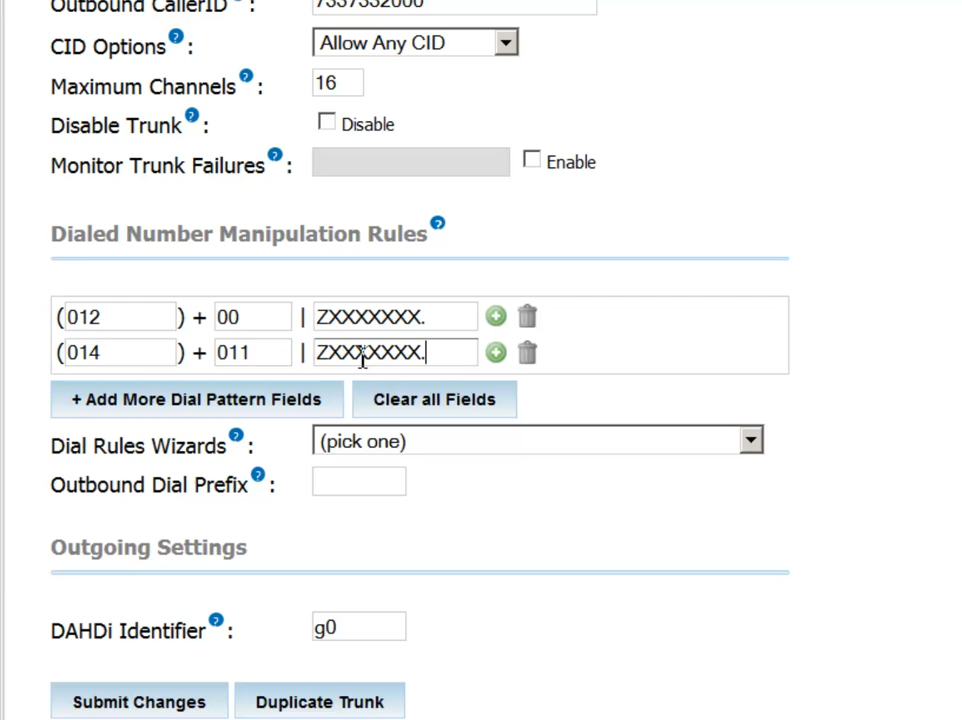 Outbound CallerID ? : 7337332000
CID Options ? : Allow Any CID
Maximum Channels ? : 16
Disable Trunk ? : Disable
Monitor Trunk Failures ? : Enable
Dialed Number Manipulation Rules ?
(012 ) + 00 | ZXXXXXXX.
(014 ) + 011 | ZXXXXXXX.
+ Add More Dial Pattern Fields Clear all Fields
Dial Rules Wizards ? : (pick one)
Outbound Dial Prefix ? :
Outgoing Settings
DAHDi Identifier ? : g0
Submit Changes Duplicate Trunk